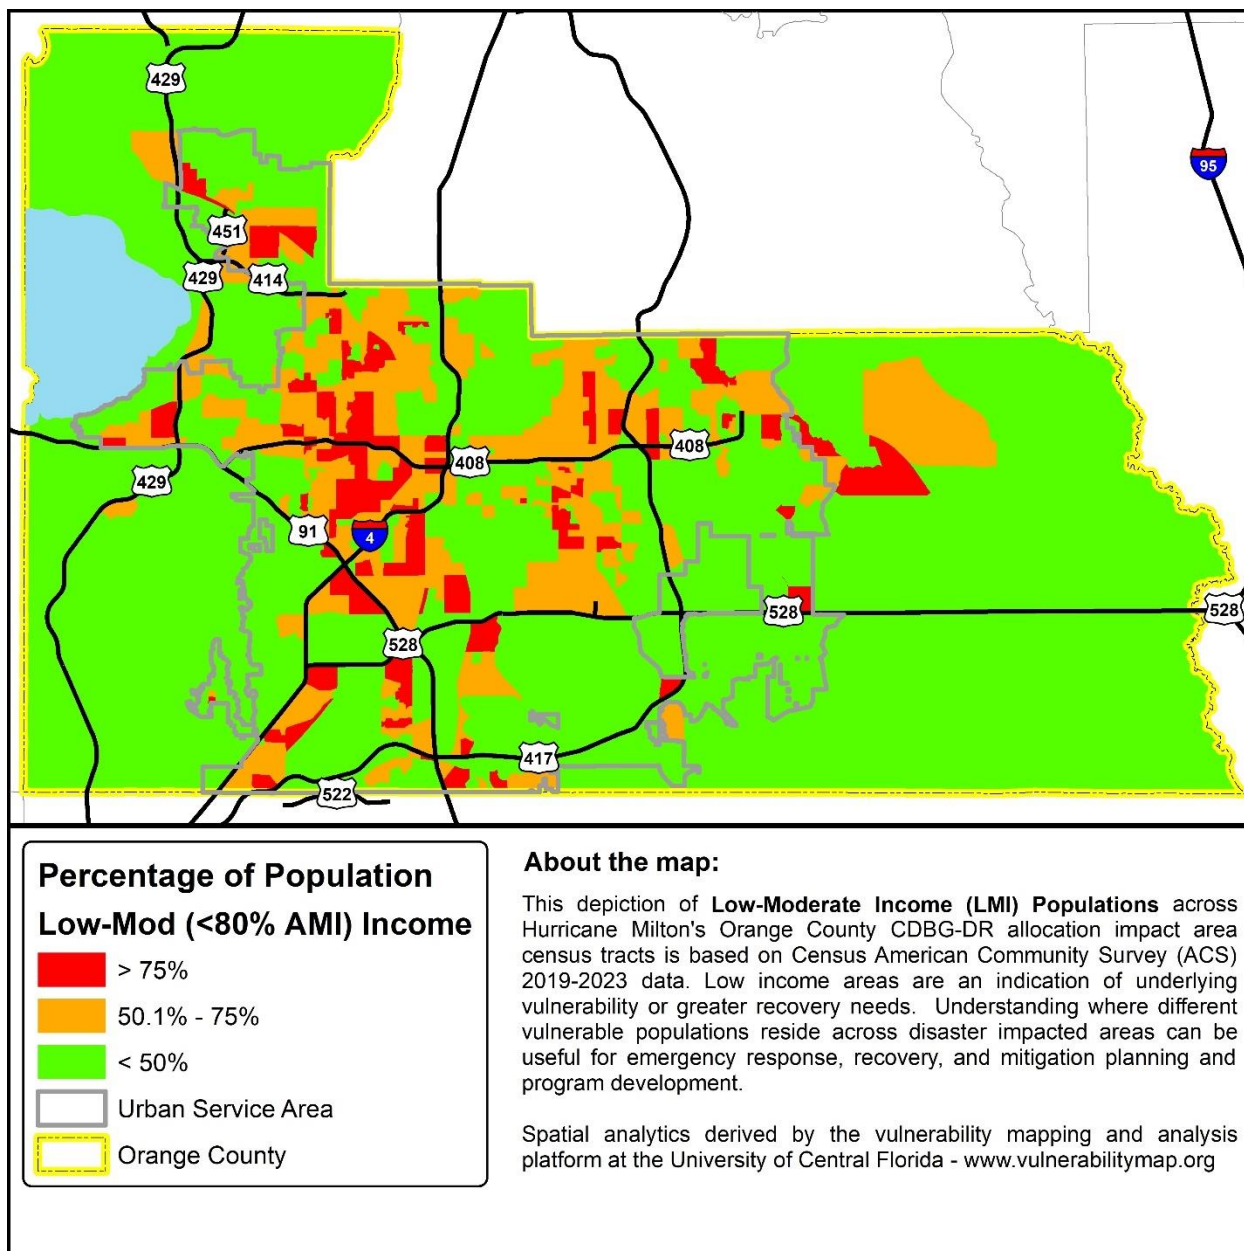 429
95
451
429
414
408
408
429
91
4
528
528
528
417
522
Percentage of Population
Low-Mod (<80% AMI) Income
> 75%
50.1% - 75%
< 50%
Urban Service Area
Orange County
About the map:
This depiction of Low-Moderate Income (LMI) Populations across
Hurricane Milton's Orange County CDBG-DR allocation impact area
census tracts is based on Census American Community Survey (ACS)
2019-2023 data. Low income areas are an indication of underlying
vulnerability or greater recovery needs. Understanding where different
vulnerable populations reside across disaster impacted areas can be
useful for emergency response, recovery, and mitigation planning and
program development.
Spatial analytics derived by the vulnerability mapping and analysis
platform at the University of Central Florida - www.vulnerabilitymap.org